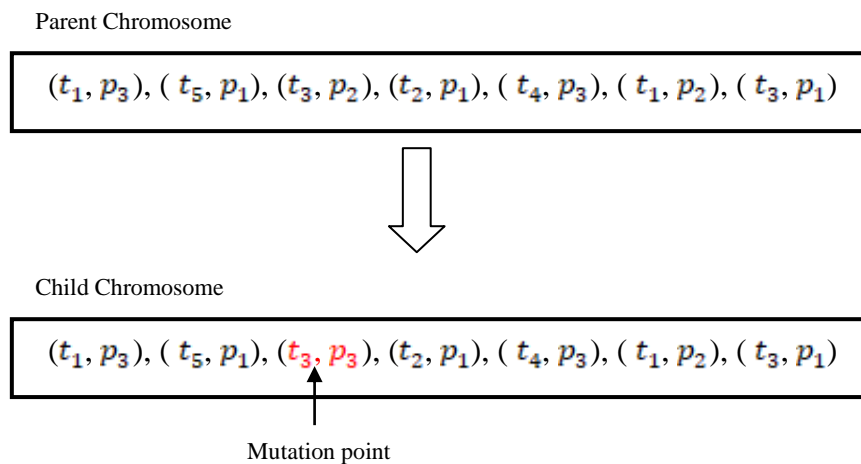 Parent Chromosome
(t₁, p₃), ( t₅, p₁), (t₃, p₂), (t₂, p₁), ( t₄, p₃), ( t₁, p₂), ( t₃, p₁)
Child Chromosome
(t₁, p₃), ( t₅, p₁), (t₃, p₃), (t₂, p₁), ( t₄, p₃), ( t₁, p₂), ( t₃, p₁)
Mutation point